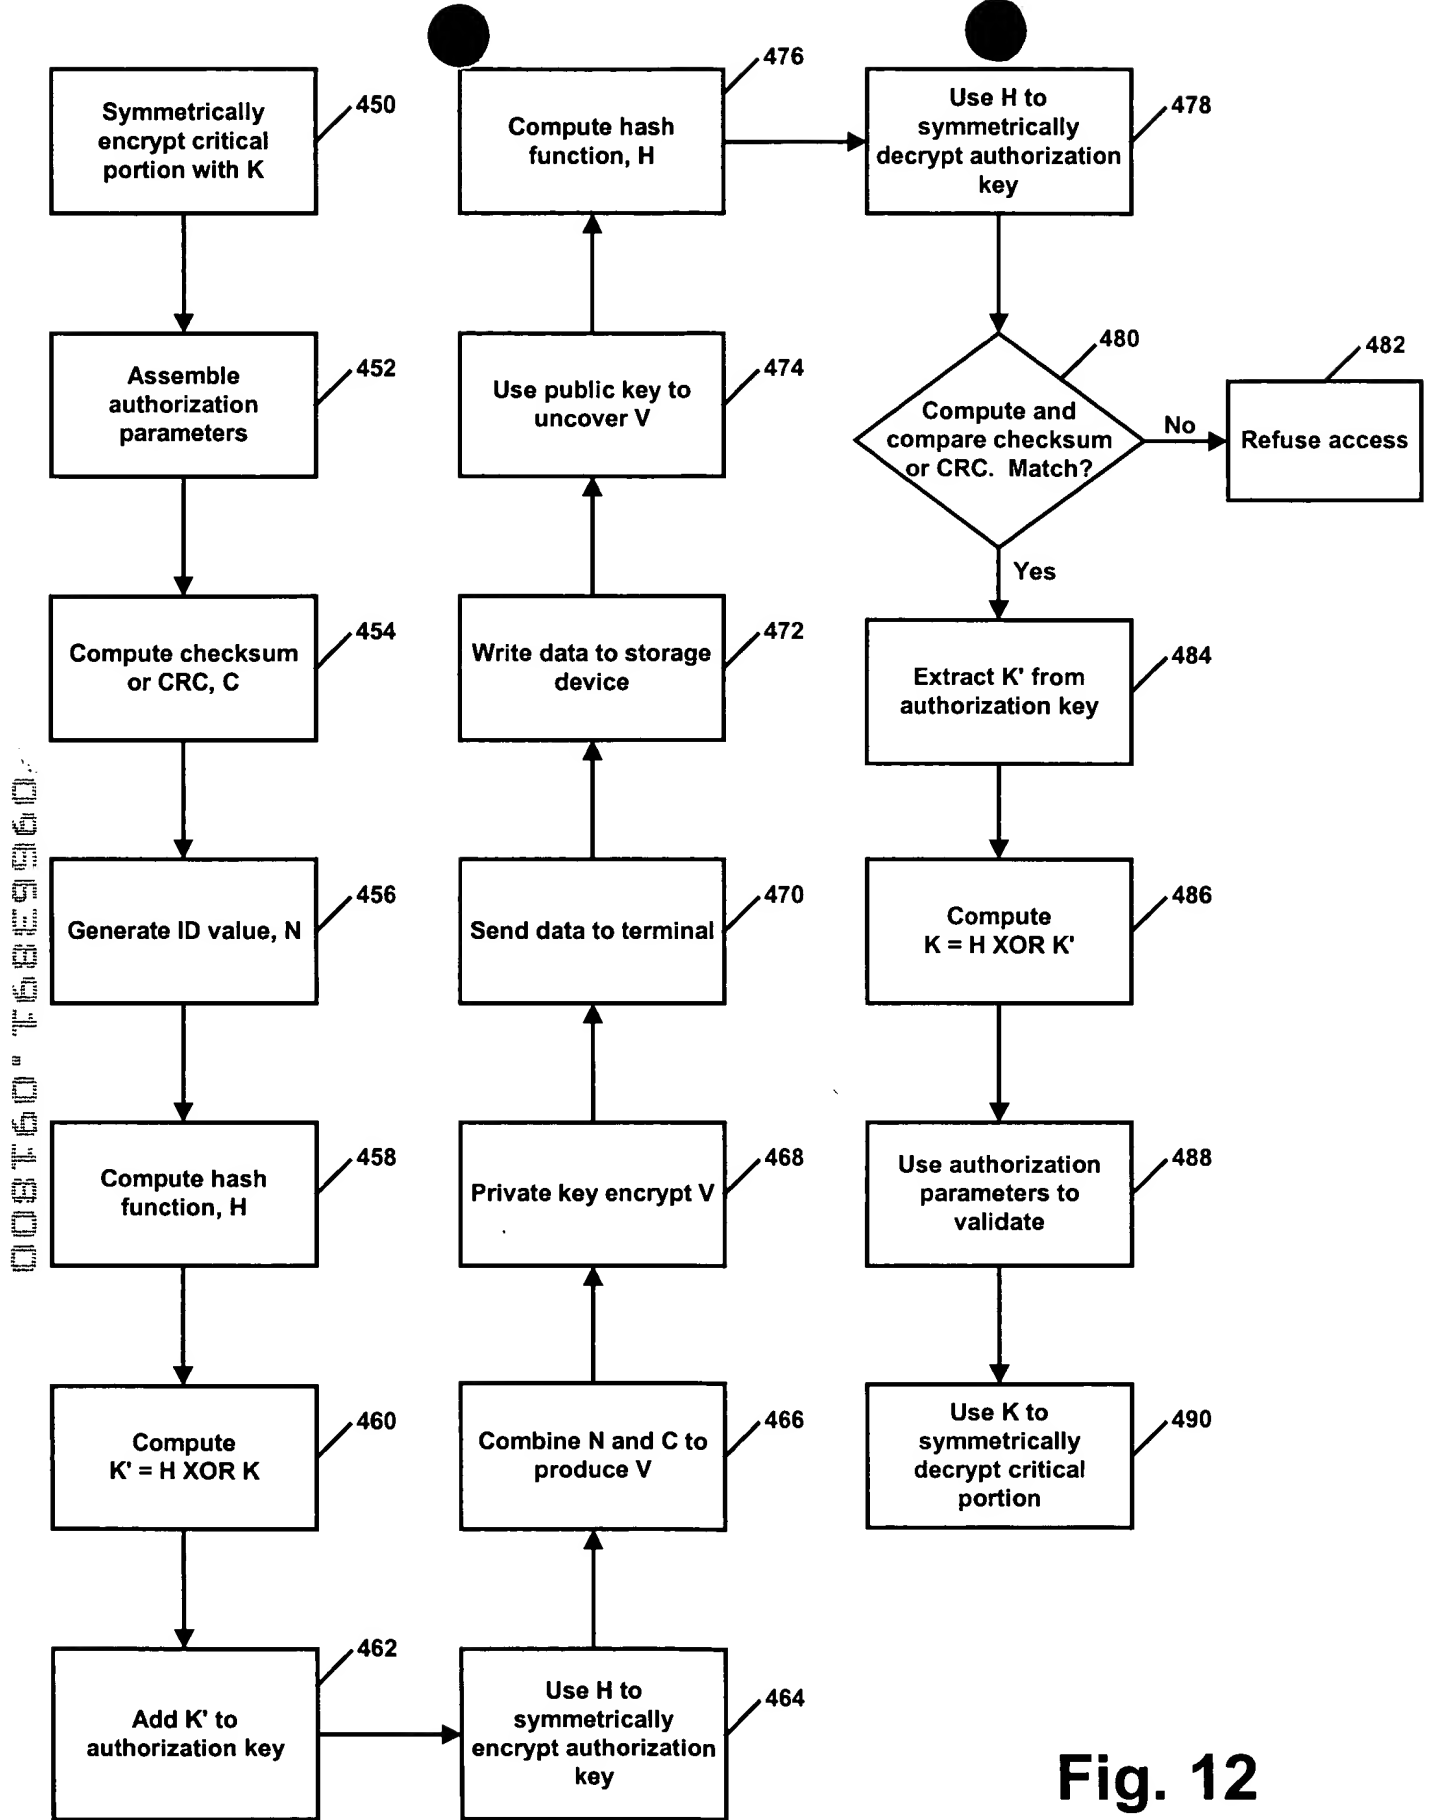 Symmetrically
encrypt critical
portion with K
450
Assemble
authorization
parameters
452
Compute checksum
or CRC, C
454
Generate ID value, N
456
Compute hash
function, H
458
Compute
K' = H XOR K
460
Add K' to
authorization key
462
Use H to
symmetrically
encrypt authorization
key
464
Combine N and C to
produce V
466
Private key encrypt V
468
Send data to terminal
470
Write data to storage
device
472
Use public key to
uncover V
474
Compute hash
function, H
476
Use H to
symmetrically
decrypt authorization
key
478
Compute and
compare checksum
or CRC. Match?
480
No
Refuse access
482
Yes
Extract K' from
authorization key
484
Compute
K = H XOR K'
486
Use authorization
parameters to
validate
488
Use K to
symmetrically
decrypt critical
portion
490
Fig. 12